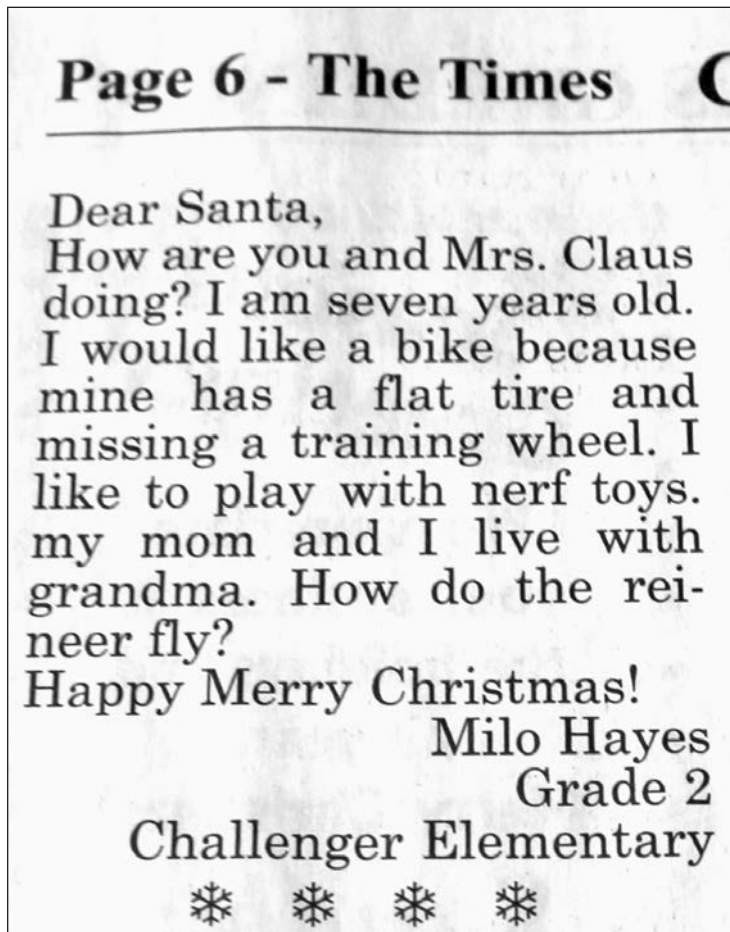 Page 6 - The Times
Dear Santa,
How are you and Mrs. Claus
doing? I am seven years old.
I would like a bike because
mine has a flat tire and
missing a training wheel. I
like to play with nerf toys.
my mom and I live with
grandma. How do the rei-
neer fly?
Happy Merry Christmas!
Milo Hayes
Grade 2
Challenger Elementary